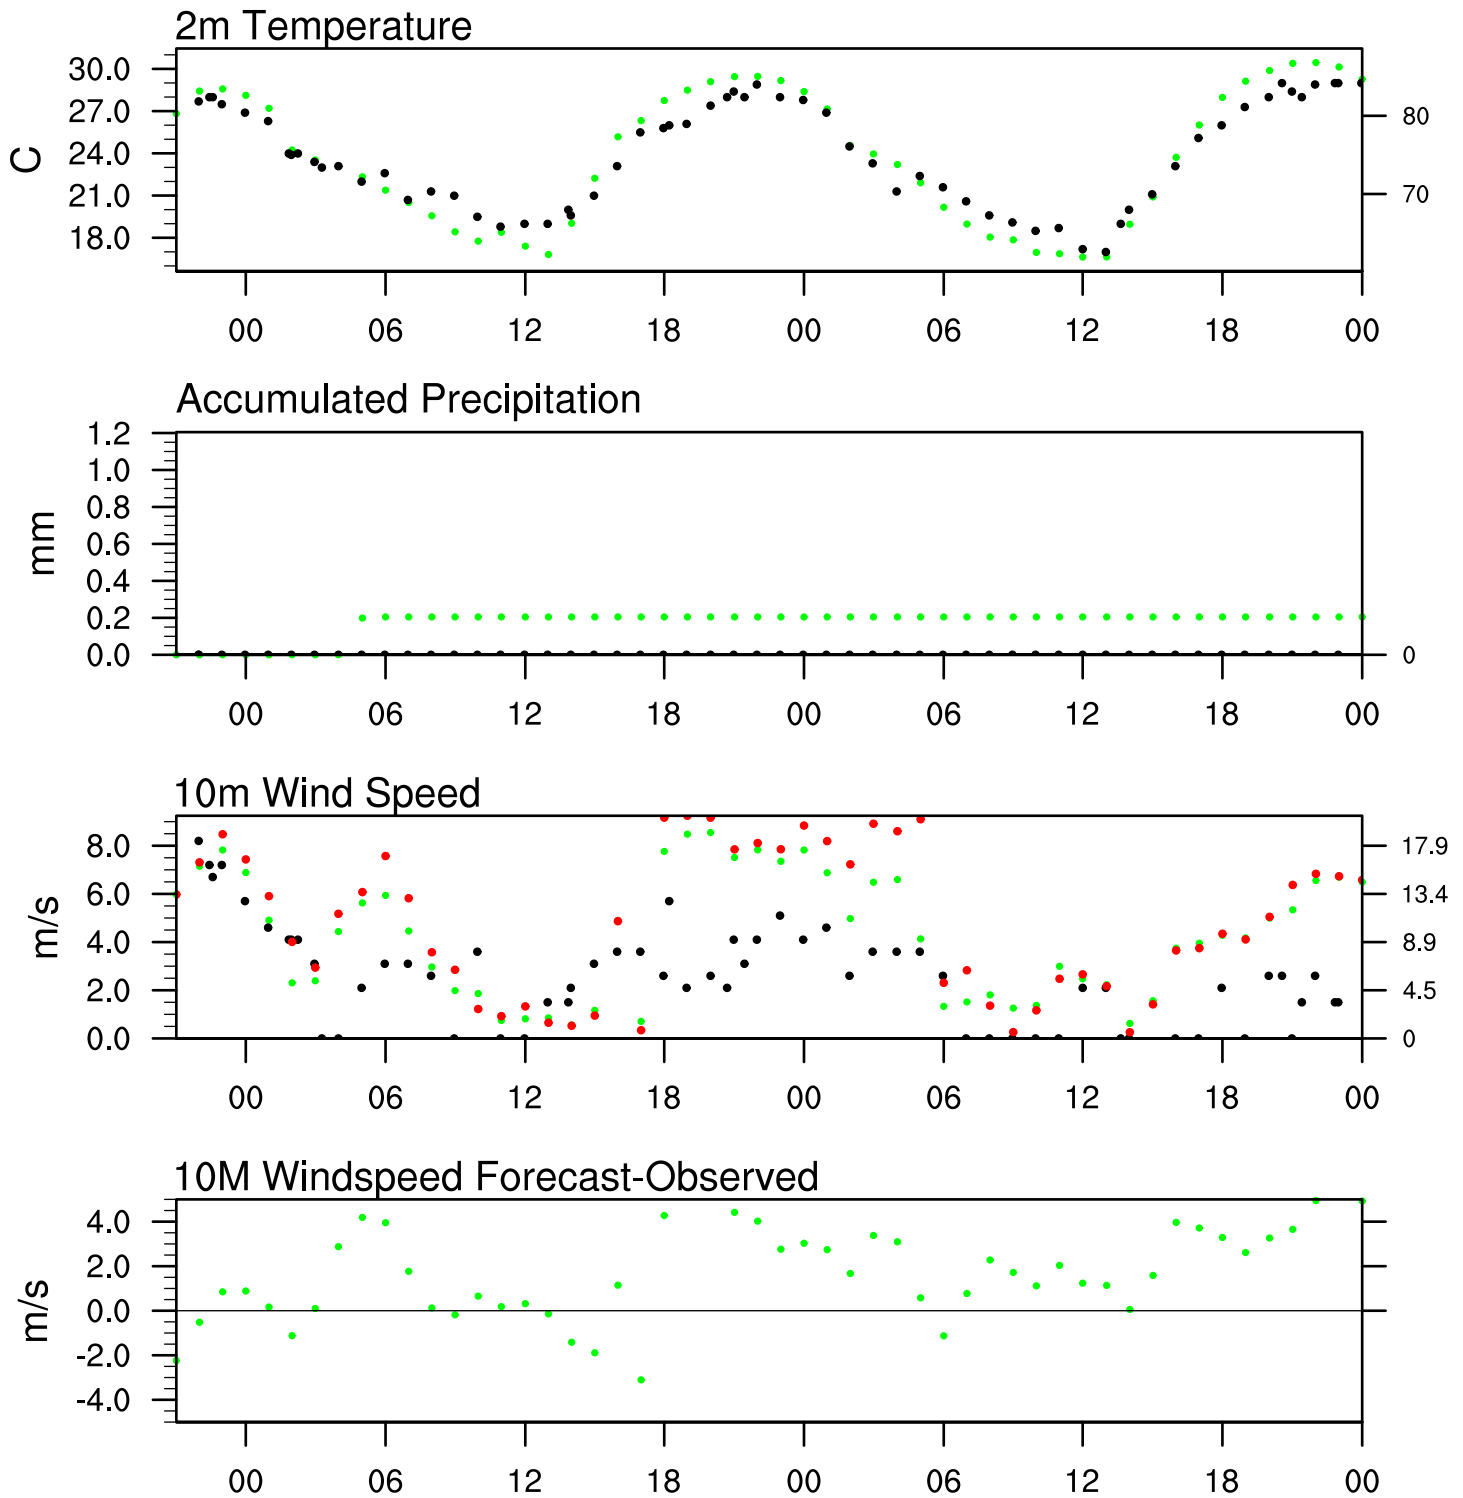 2m Temperature
30.0
27.0
24.0
21.0
18.0
C
80
70
00 06 12 18 00 06 12 18 00
Accumulated Precipitation
1.2
1.0
0.8
0.6
0.4
0.2
0.0
mm
0
00 06 12 18 00 06 12 18 00
10m Wind Speed
8.0
6.0
4.0
2.0
0.0
m/s
17.9
13.4
8.9
4.5
0
00 06 12 18 00 06 12 18 00
10M Windspeed Forecast-Observed
4.0
2.0
0.0
-2.0
-4.0
m/s
00 06 12 18 00 06 12 18 00